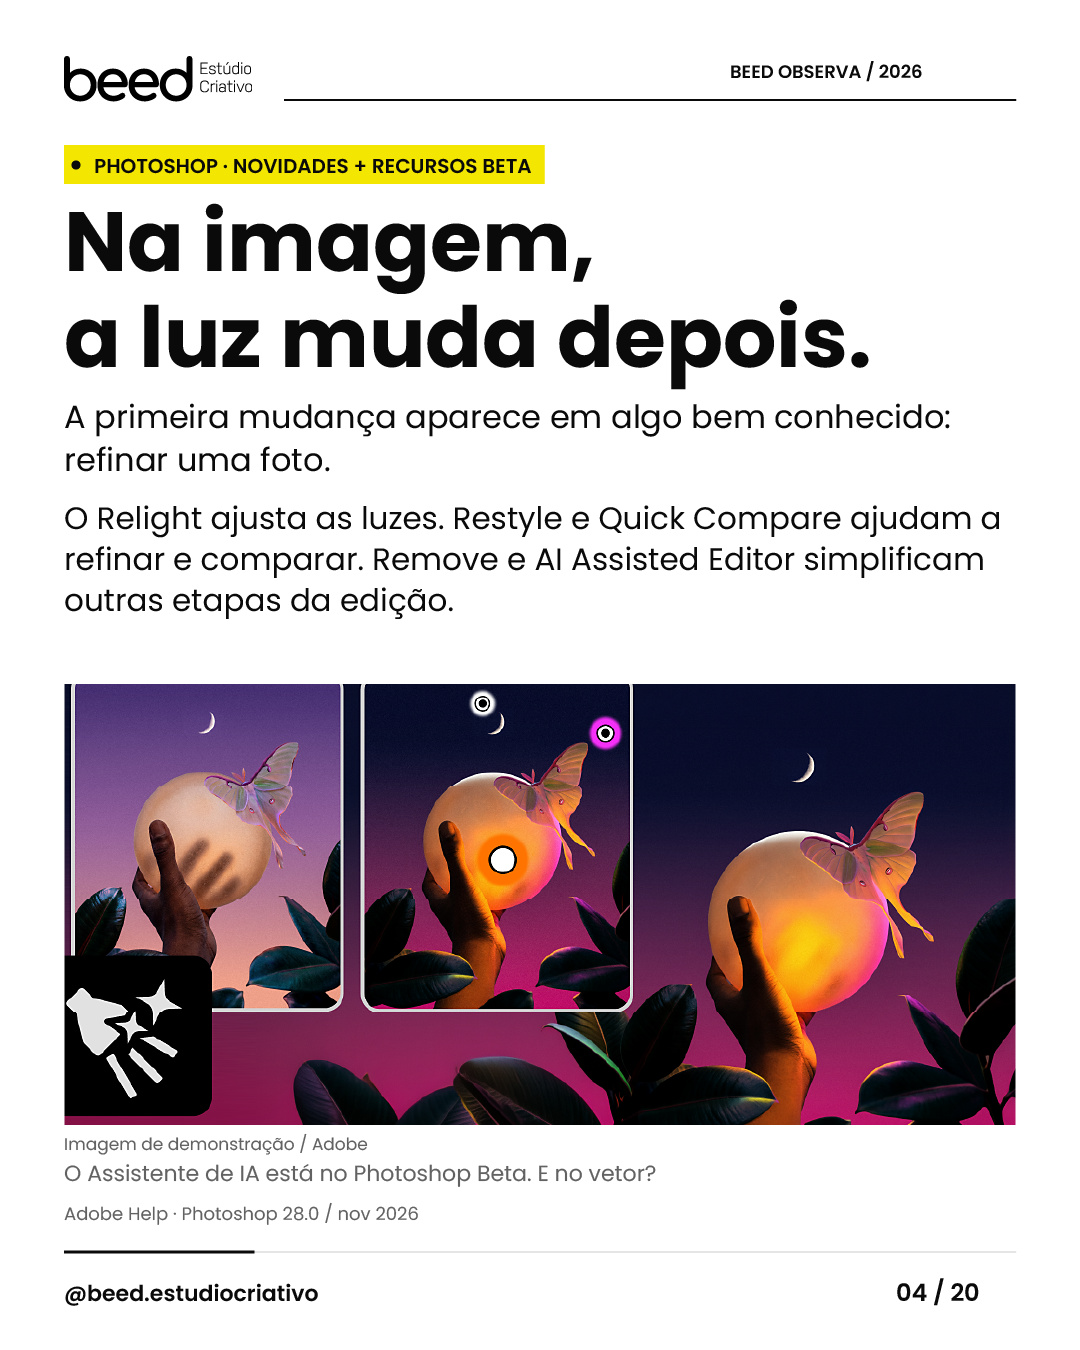 beed Estúdio
Criativo
BEED OBSERVA / 2026
• PHOTOSHOP · NOVIDADES + RECURSOS BETA
Na imagem,
a luz muda depois.
A primeira mudança aparece em algo bem conhecido:
refinar uma foto.
O Relight ajusta as luzes. Restyle e Quick Compare ajudam a
refinar e comparar. Remove e AI Assisted Editor simplificam
outras etapas da edição.
Imagem de demonstração / Adobe
O Assistente de IA está no Photoshop Beta. E no vetor?
Adobe Help · Photoshop 28.0 / nov 2026
@beed.estudiocriativo
04 / 20